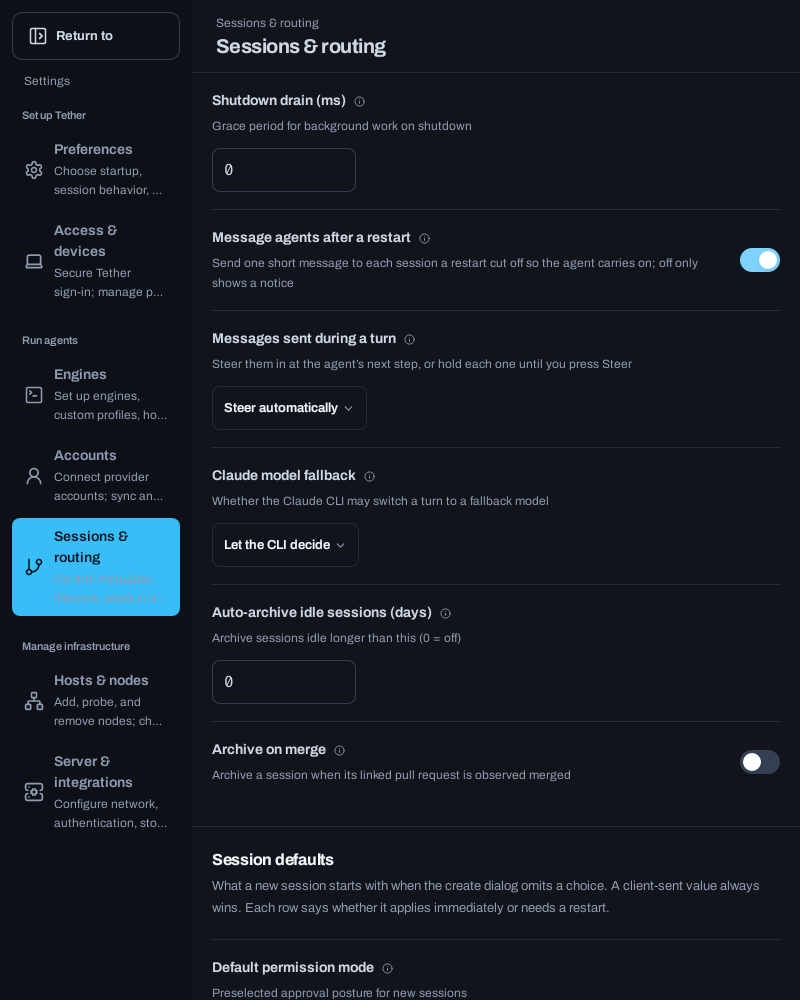 Return to
Settings
Set up Tether
Preferences
Choose startup,
session behavior, ...
Access &
devices
Secure Tether
sign-in; manage p...
Run agents
Engines
Set up engines,
custom profiles, ho...
Accounts
Connect provider
accounts; sync an...
Sessions &
routing
Manage infrastructure
Hosts & nodes
Add, probe, and
remove nodes; ch...
Server &
integrations
Configure network,
authentication, sto...
Sessions & routing
Sessions & routing
Shutdown drain (ms)
Grace period for background work on shutdown
0
Message agents after a restart
Send one short message to each session a restart cut off so the agent carries on; off only
shows a notice
Messages sent during a turn
Steer them in at the agent's next step, or hold each one until you press Steer
Steer automatically
Claude model fallback
Whether the Claude CLI may switch a turn to a fallback model
Let the CLI decide
Auto-archive idle sessions (days)
Archive sessions idle longer than this (0 = off)
0
Archive on merge
Archive a session when its linked pull request is observed merged
Session defaults
What a new session starts with when the create dialog omits a choice. A client-sent value always
wins. Each row says whether it applies immediately or needs a restart.
Default permission mode
Preselected approval posture for new sessions